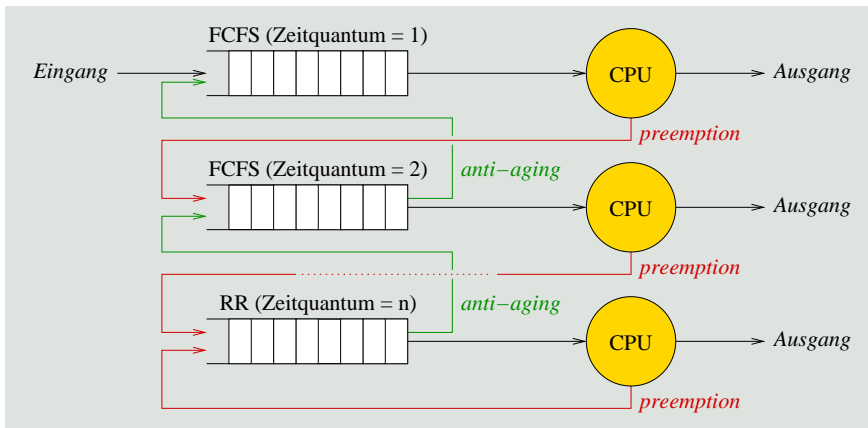 FCFS (Zeitquantum = 1)
Eingang
CPU
Ausgang
preemption
FCFS (Zeitquantum = 2)
anti−aging
CPU
Ausgang
preemption
RR (Zeitquantum = n)
anti−aging
CPU
Ausgang
preemption